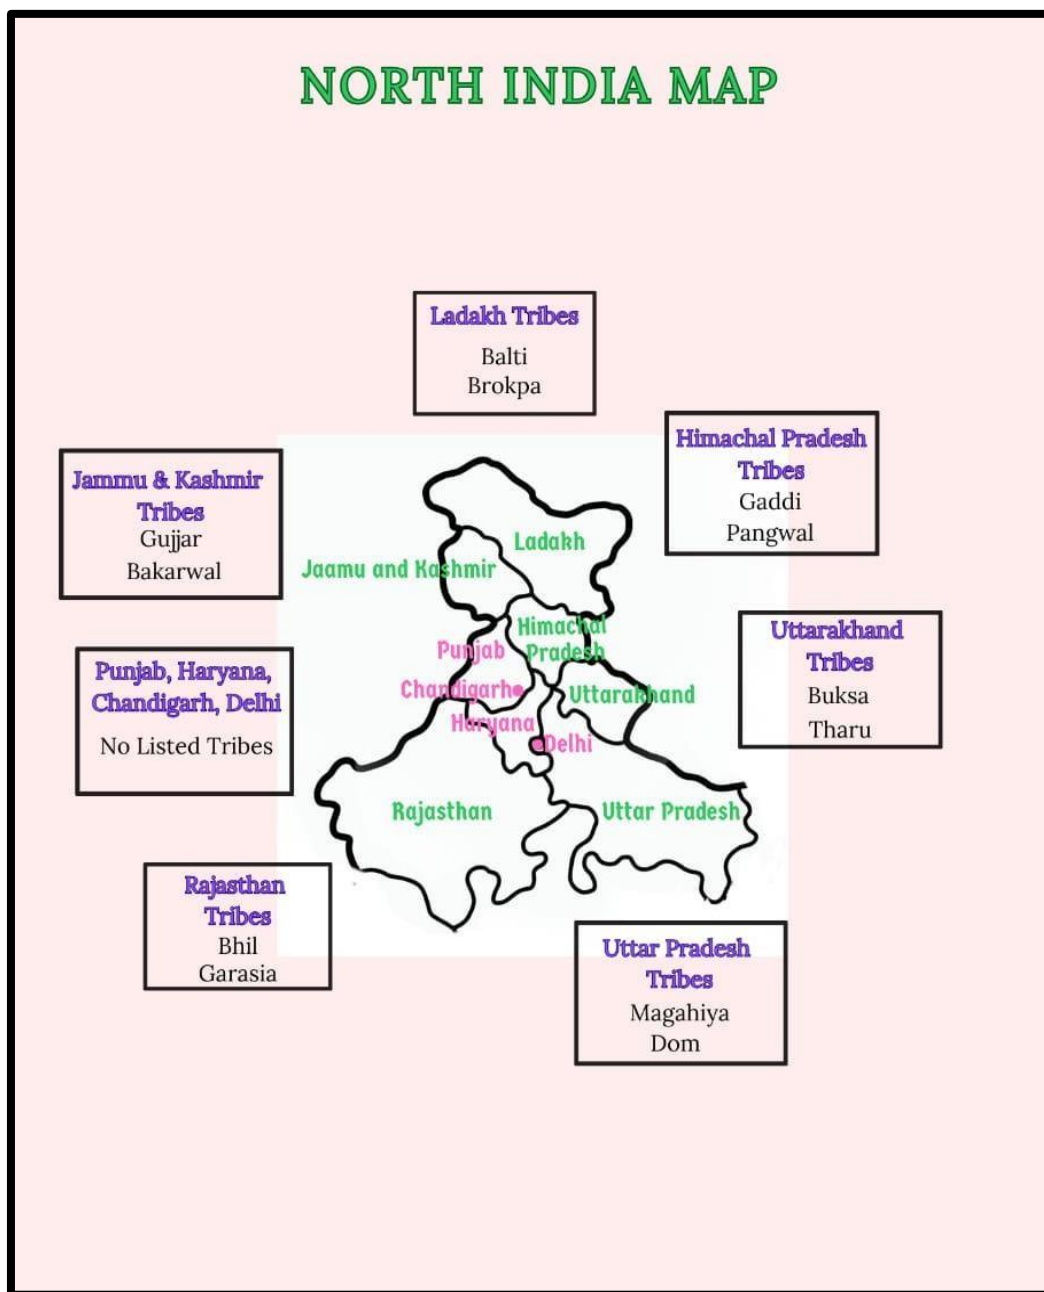 NORTH INDIA MAP
Ladakh Tribes
Balti
Brokpa
Himachal Pradesh
Tribes
Gaddi
Pangwal
Jammu & Kashmir
Tribes
Gujjar
Bakarwal
Ladakh
Jaamu and Kashmir
Himachal
Pradesh
Punjab
Chandigarh
Uttarakhand
Haryana
Delhi
Rajasthan
Uttar Pradesh
Uttarakhand
Tribes
Buksa
Tharu
Punjab, Haryana,
Chandigarh, Delhi
No Listed Tribes
Rajasthan
Tribes
Bhil
Garasia
Uttar Pradesh
Tribes
Magahiya
Dom